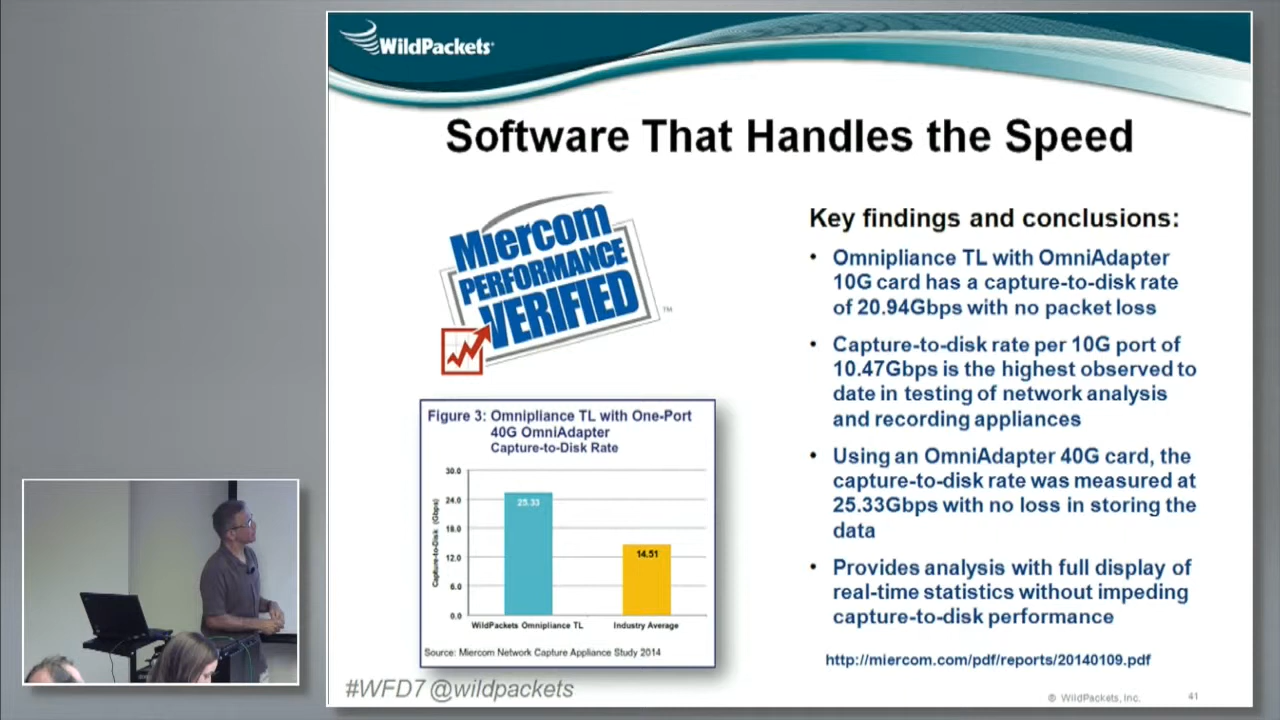 WildPackets®
Software That Handles the Speed
Miercom
PERFORMANCE
VERIFIED
™
Key findings and conclusions:
• Omnipliance TL with OmniAdapter
10G card has a capture-to-disk rate
of 20.94Gbps with no packet loss
• Capture-to-disk rate per 10G port of
10.47Gbps is the highest observed to
date in testing of network analysis
and recording appliances
• Using an OmniAdapter 40G card, the
capture-to-disk rate was measured at
25.33Gbps with no loss in storing the
data
• Provides analysis with full display of
real-time statistics without impeding
capture-to-disk performance
http://miercom.com/pdf/reports/20140109.pdf
Figure 3: Omnipliance TL with One-Port
40G OmniAdapter
Capture-to-Disk Rate
Capture-to-Disk (Gbps)
30.0
24.0
18.0
12.0
6.0
0.0
25.33
14.51
WildPackets Omnipliance TL
Industry Average
Source: Miercom Network Capture Appliance Study 2014
#WFD7 @wildpackets
® WildPackets, Inc.
41